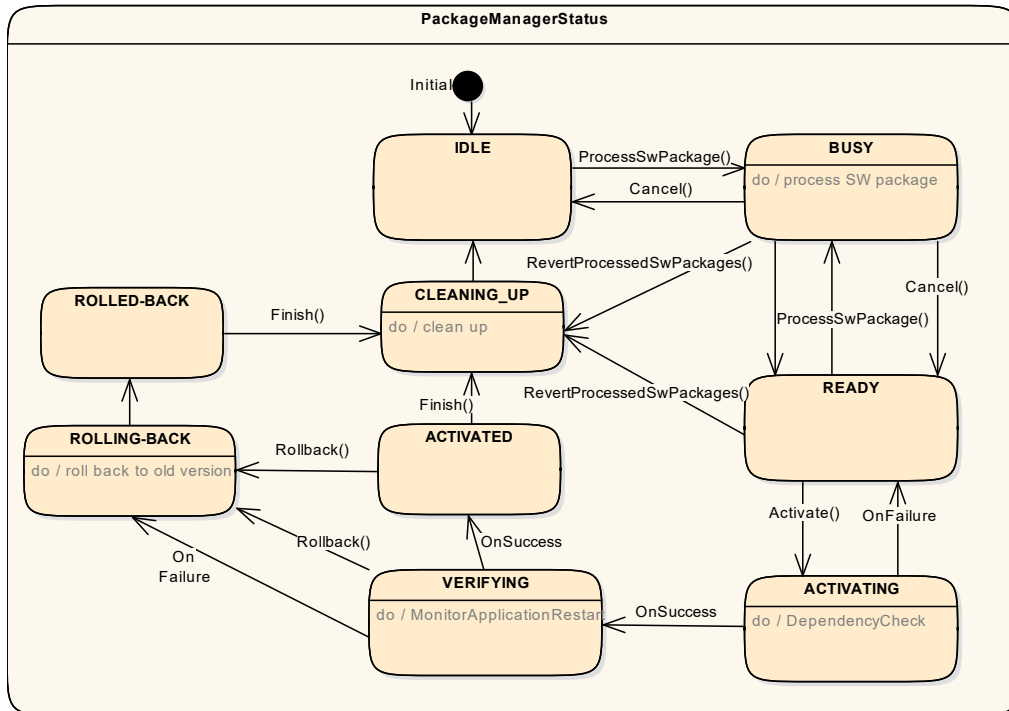 PackageManagerStatus
Initial
IDLE
ProcessSwPackage()
Cancel()
BUSY
do / process SW package
RevertProcessedSwPackages()
Cancel()
ROLLED-BACK
Finish()
CLEANING_UP
do / clean up
ProcessSwPackage()
RevertProcessedSwPackages()
READY
Finish()
ROLLING-BACK
do / roll back to old version
Rollback()
ACTIVATED
Activate()
OnFailure
Rollback()
OnSuccess
On
Failure
VERIFYING
do / MonitorApplicationRestart
OnSuccess
ACTIVATING
do / DependencyCheck